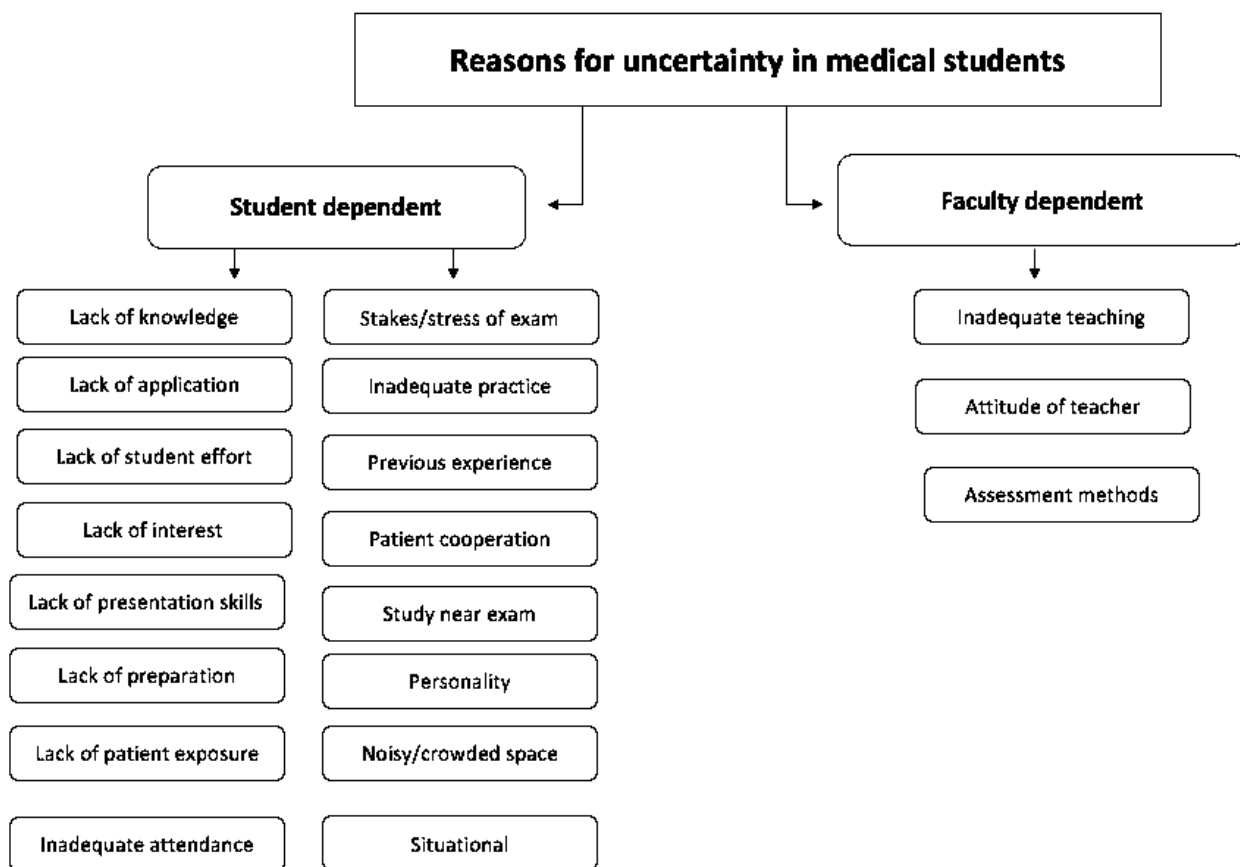 Reasons for uncertainty in medical students
Student dependent
Faculty dependent
Lack of knowledge
Lack of application
Lack of student effort
Lack of interest
Lack of presentation skills
Lack of preparation
Lack of patient exposure
Inadequate attendance
Stakes/stress of exam
Inadequate practice
Previous experience
Patient cooperation
Study near exam
Personality
Noisy/crowded space
Situational
Inadequate teaching
Attitude of teacher
Assessment methods